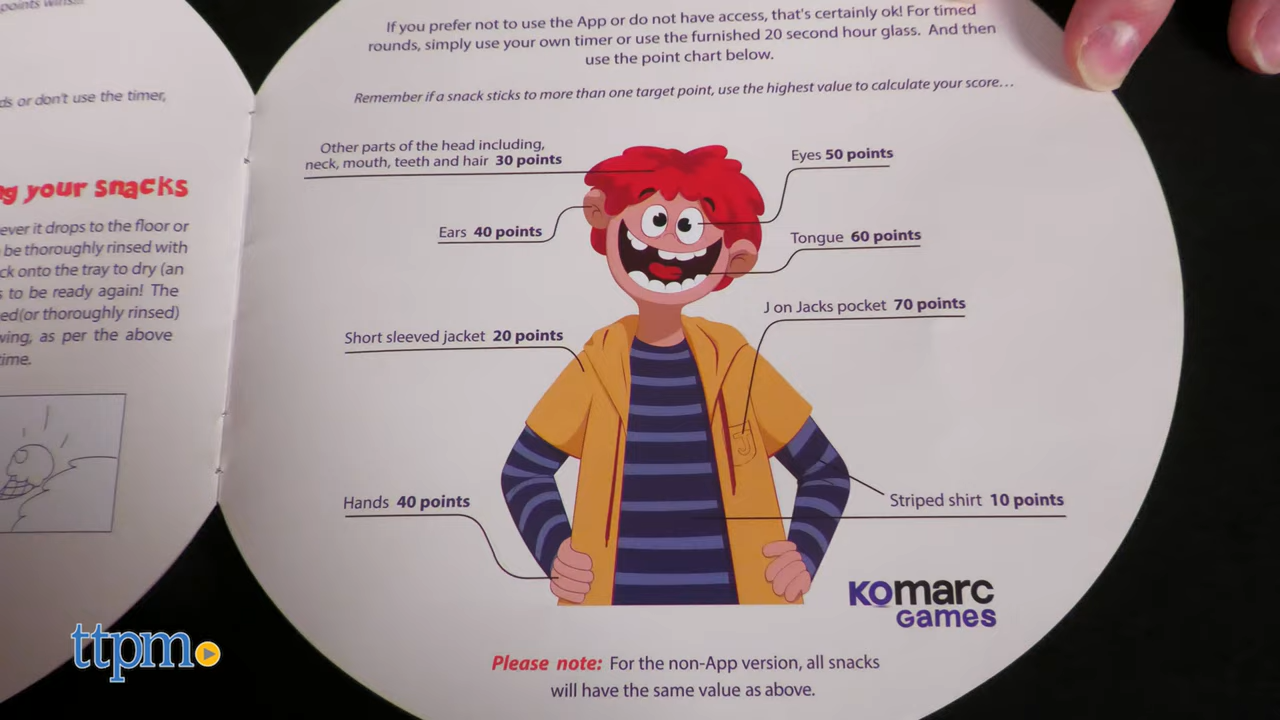 points wins...
ds or don't use the timer,
g your snacks
ever it drops to the floor or
be thoroughly rinsed with
ck onto the tray to dry (an
s to be ready again! The
ed(or thoroughly rinsed)
wing, as per the above
time.
If you prefer not to use the App or do not have access, that's certainly ok! For timed
rounds, simply use your own timer or use the furnished 20 second hour glass. And then
use the point chart below.
Remember if a snack sticks to more than one target point, use the highest value to calculate your score...
Other parts of the head including,
neck, mouth, teeth and hair 30 points
Eyes 50 points
Ears 40 points
Tongue 60 points
J on Jacks pocket 70 points
Short sleeved jacket 20 points
J
Hands 40 points
Striped shirt 10 points
KOmarc
Games
Please note: For the non-App version, all snacks
will have the same value as above.
ttpm